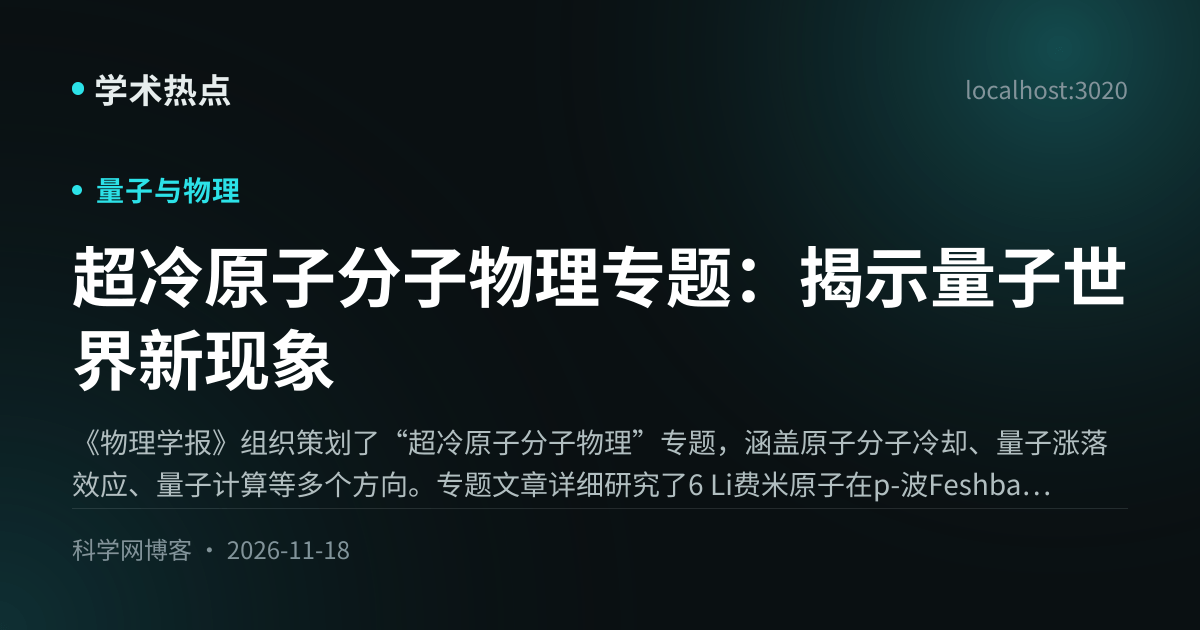 学术热点
localhost:3020
量子与物理
超冷原子分子物理专题：揭示量子世
界新现象
《物理学报》组织策划了“超冷原子分子物理”专题，涵盖原子分子冷却、量子涨落
效应、量子计算等多个方向。专题文章详细研究了6 Li费米原子在p-波Feshba…
科学网博客 • 2026-11-18